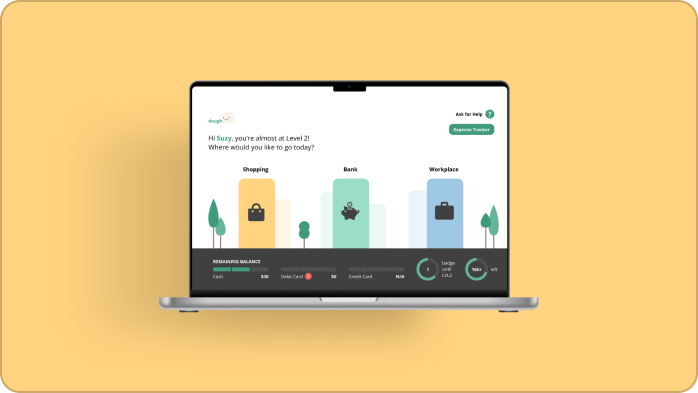 dough
Ask for Help ?
Expense Tracker
Hi Suzy, you're almost at Level 2!
Where would you like to go today?
Shopping
Bank
Workplace
REMAINING BALANCE
Cash $30
Debit Card ! $0
Credit Card N/A
1
badge
until
LVL2
16hr left